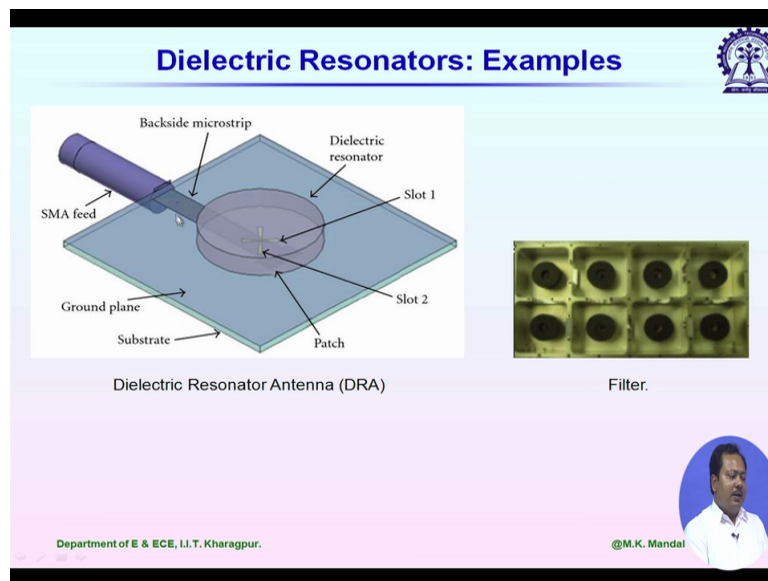 Dielectric Resonators: Examples
Backside microstrip
Dielectric
resonator
Slot 1
SMA feed
Slot 2
Ground plane
Substrate
Patch
Dielectric Resonator Antenna (DRA)
Filter.
Department of E & ECE, I.I.T. Kharagpur.
@M.K. Mandal